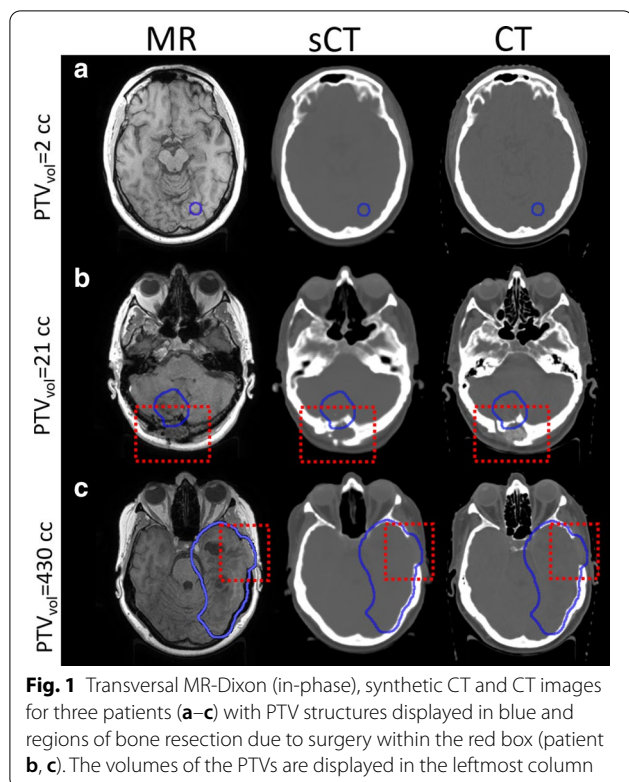 MR sCT CT
a
PTVvol=2 cc
b
PTVvol=21 cc
c
PTVvol=430 cc
Fig. 1 Transversal MR-Dixon (in-phase), synthetic CT and CT images
for three patients (a–c) with PTV structures displayed in blue and
regions of bone resection due to surgery within the red box (patient
b, c). The volumes of the PTVs are displayed in the leftmost column